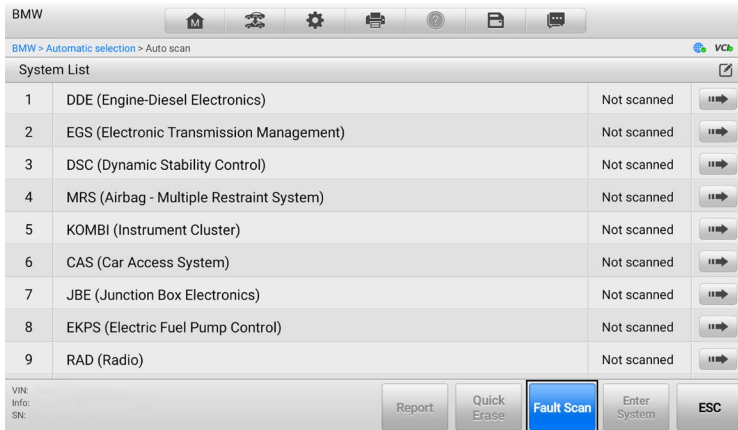 BMW
M
?
BMW > Automatic selection > Auto scan
VCI
System List
1 DDE (Engine-Diesel Electronics) Not scanned
2 EGS (Electronic Transmission Management) Not scanned
3 DSC (Dynamic Stability Control) Not scanned
4 MRS (Airbag - Multiple Restraint System) Not scanned
5 KOMBI (Instrument Cluster) Not scanned
6 CAS (Car Access System) Not scanned
7 JBE (Junction Box Electronics) Not scanned
8 EKPS (Electric Fuel Pump Control) Not scanned
9 RAD (Radio) Not scanned
VIN:
Info:
SN:
Report
Quick
Erase
Fault Scan
Enter
System
ESC